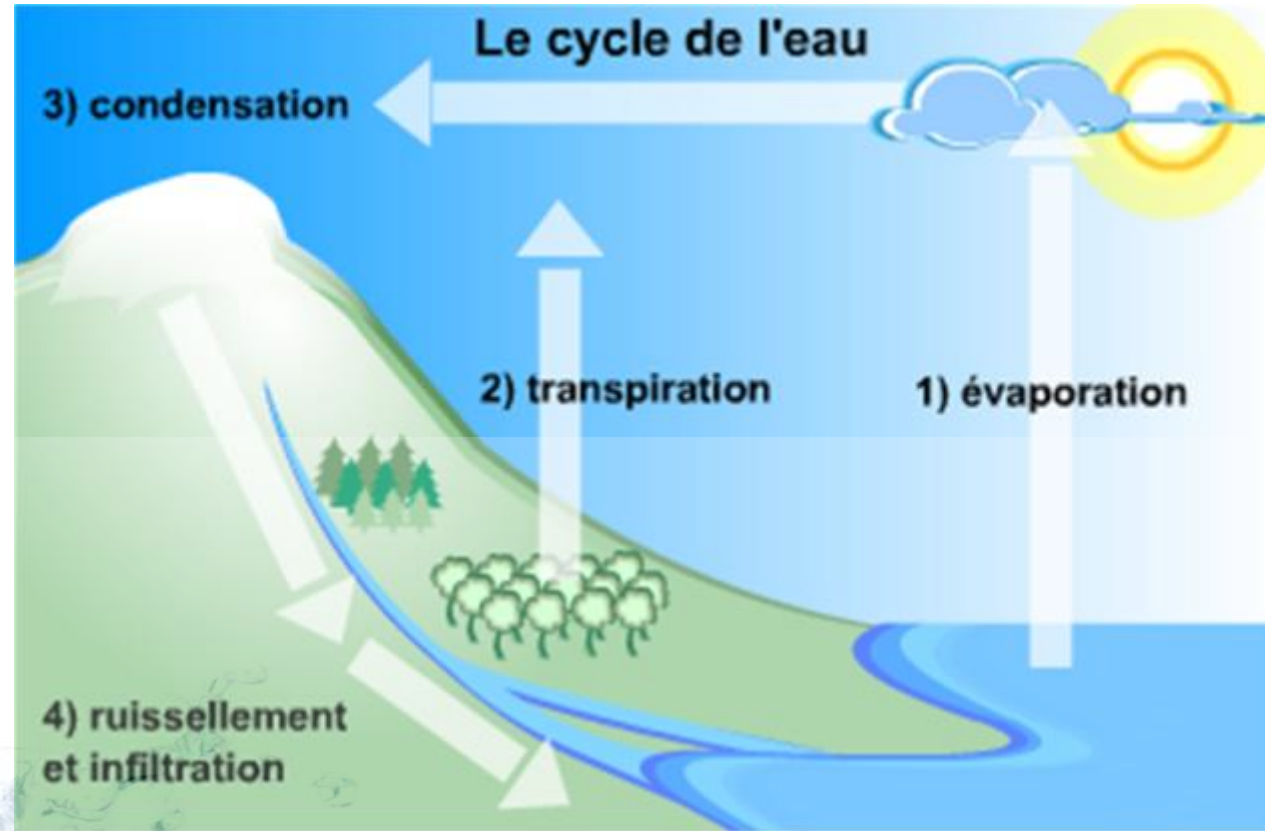 Le cycle de l'eau
3) condensation
2) transpiration
1) évaporation
4) ruissellement
et infiltration